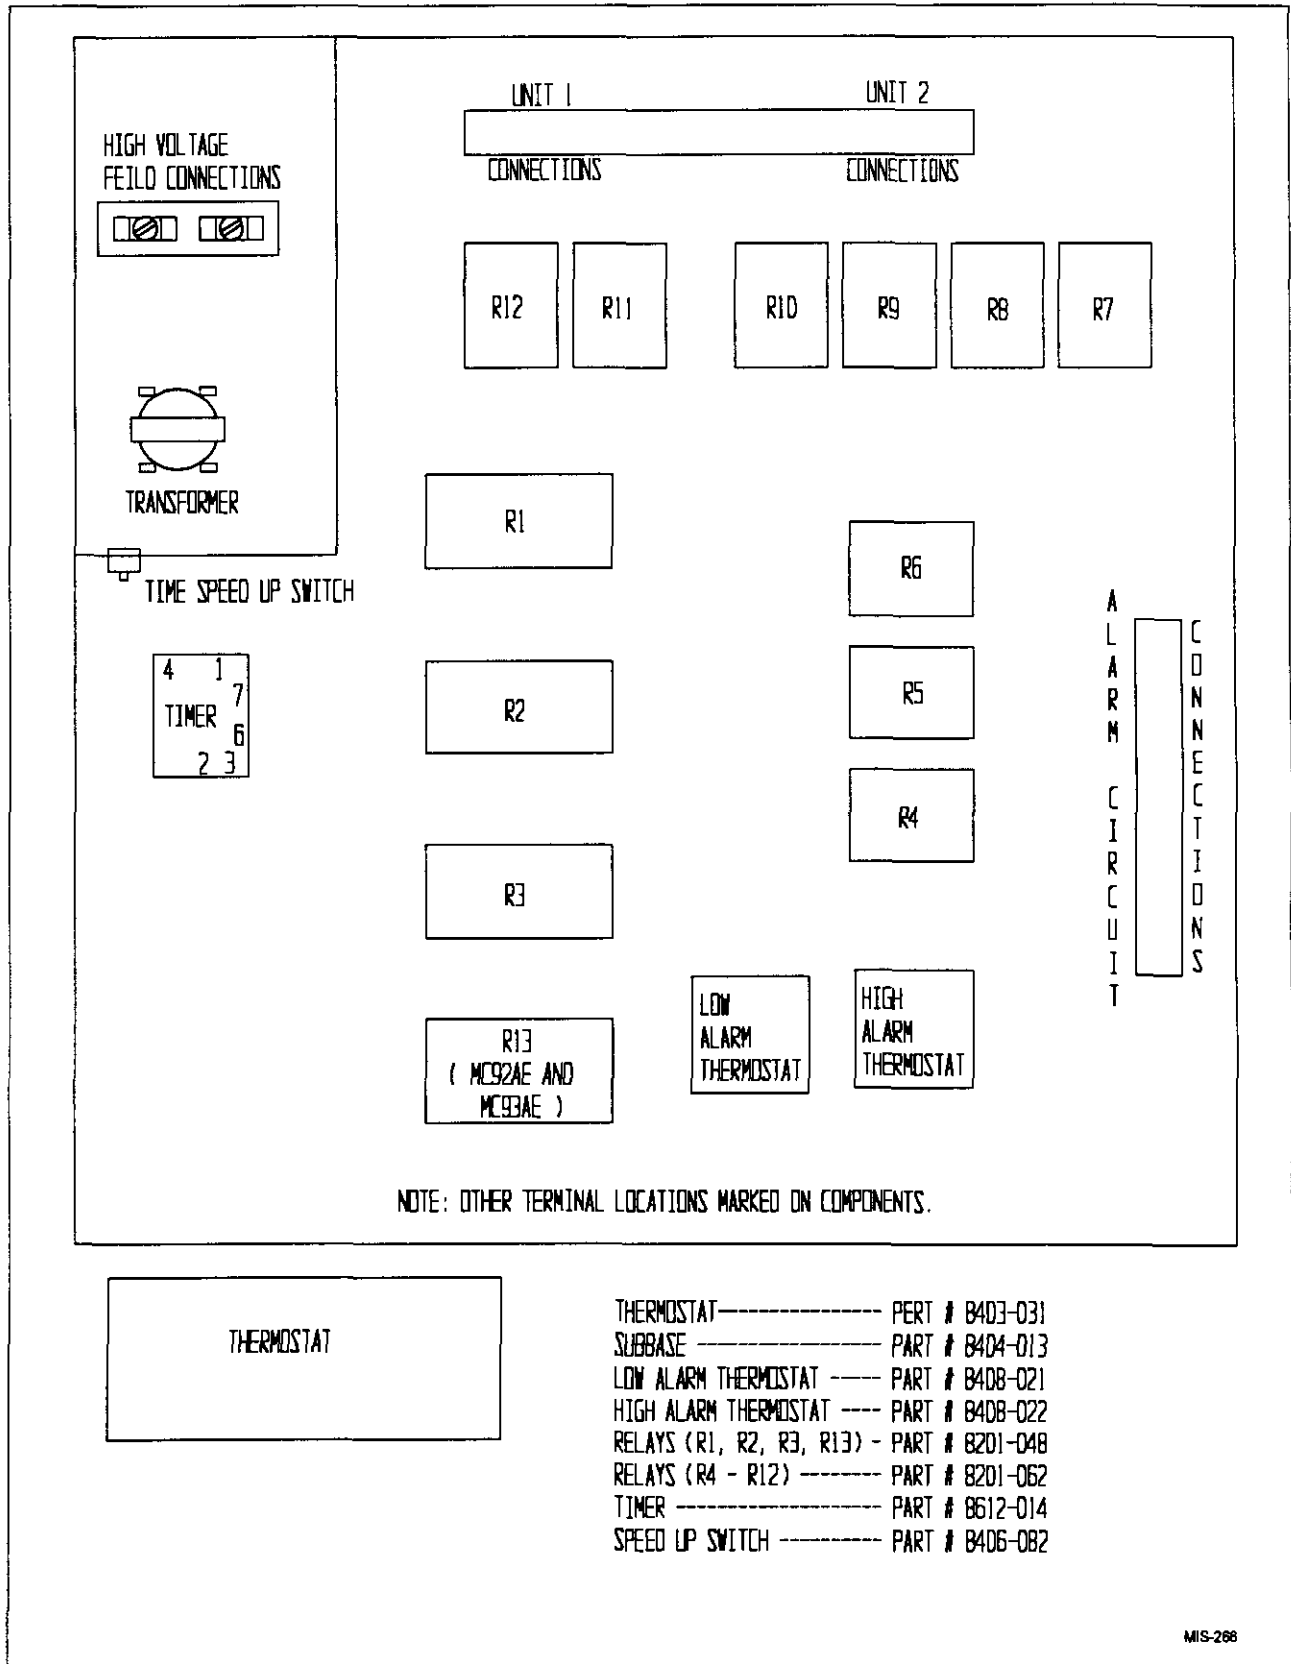 UNIT 1
UNIT 2
CONNECTIONS
CONNECTIONS
HIGH VOLTAGE
FEILD CONNECTIONS
R12
R11
R10
R9
R8
R7
TRANSFORMER
TIME SPEED UP SWITCH
4 1
7
TIMER
6
2 3
R1
R2
R3
R13
( MC92AE AND
MC93AE )
R6
R5
R4
LOW
ALARM
THERMOSTAT
HIGH
ALARM
THERMOSTAT
ALARM CIRCUIT
CONNECTIONS
NOTE: OTHER TERMINAL LOCATIONS MARKED ON COMPONENTS.
THERMOSTAT
THERMOSTAT---------------- PERT # 8403-031
SUBBASE ------------------ PART # 8404-013
LOW ALARM THERMOSTAT ----- PART # 8408-021
HIGH ALARM THERMOSTAT ---- PART # 8408-022
RELAYS (R1, R2, R3, R13) - PART # 8201-048
RELAYS (R4 - R12) -------- PART # 8201-062
TIMER -------------------- PART # 8612-014
SPEED UP SWITCH ---------- PART # 8406-082
MIS-266